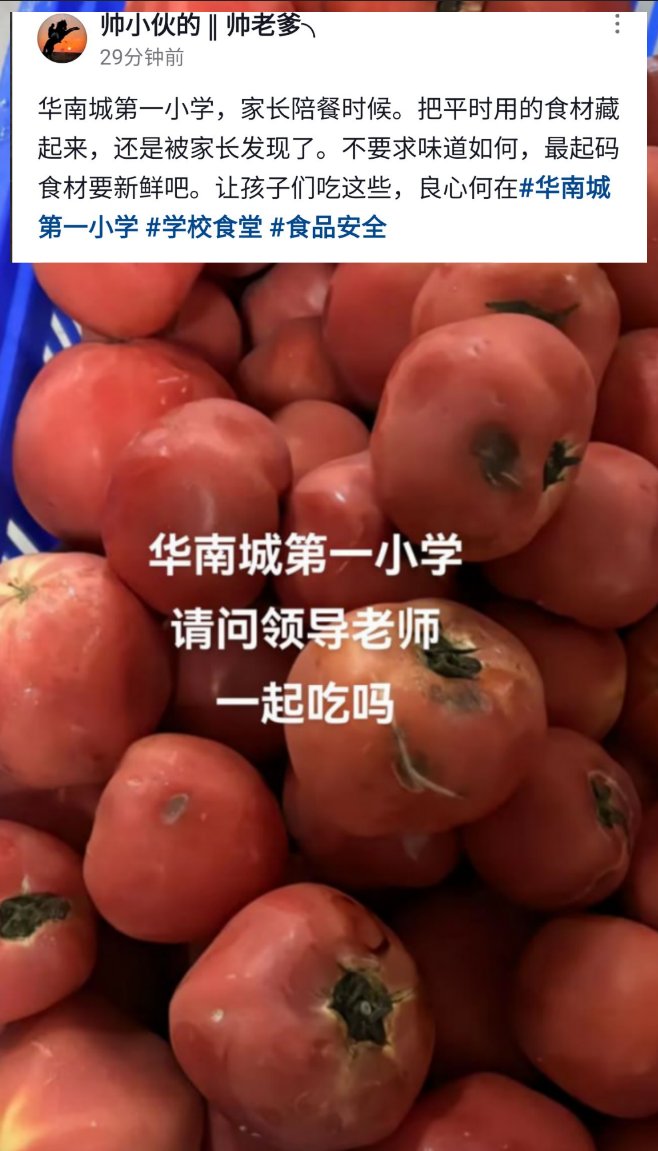 帅小伙的 || 帅老爹╮
29分钟前
华南城第一小学，家长陪餐时候。把平时用的食材藏
起来，还是被家长发现了。不要求味道如何，最起码
食材要新鲜吧。让孩子们吃这些，良心何在#华南城
第一小学 #学校食堂 #食品安全
华南城第一小学
请问领导老师
一起吃吗